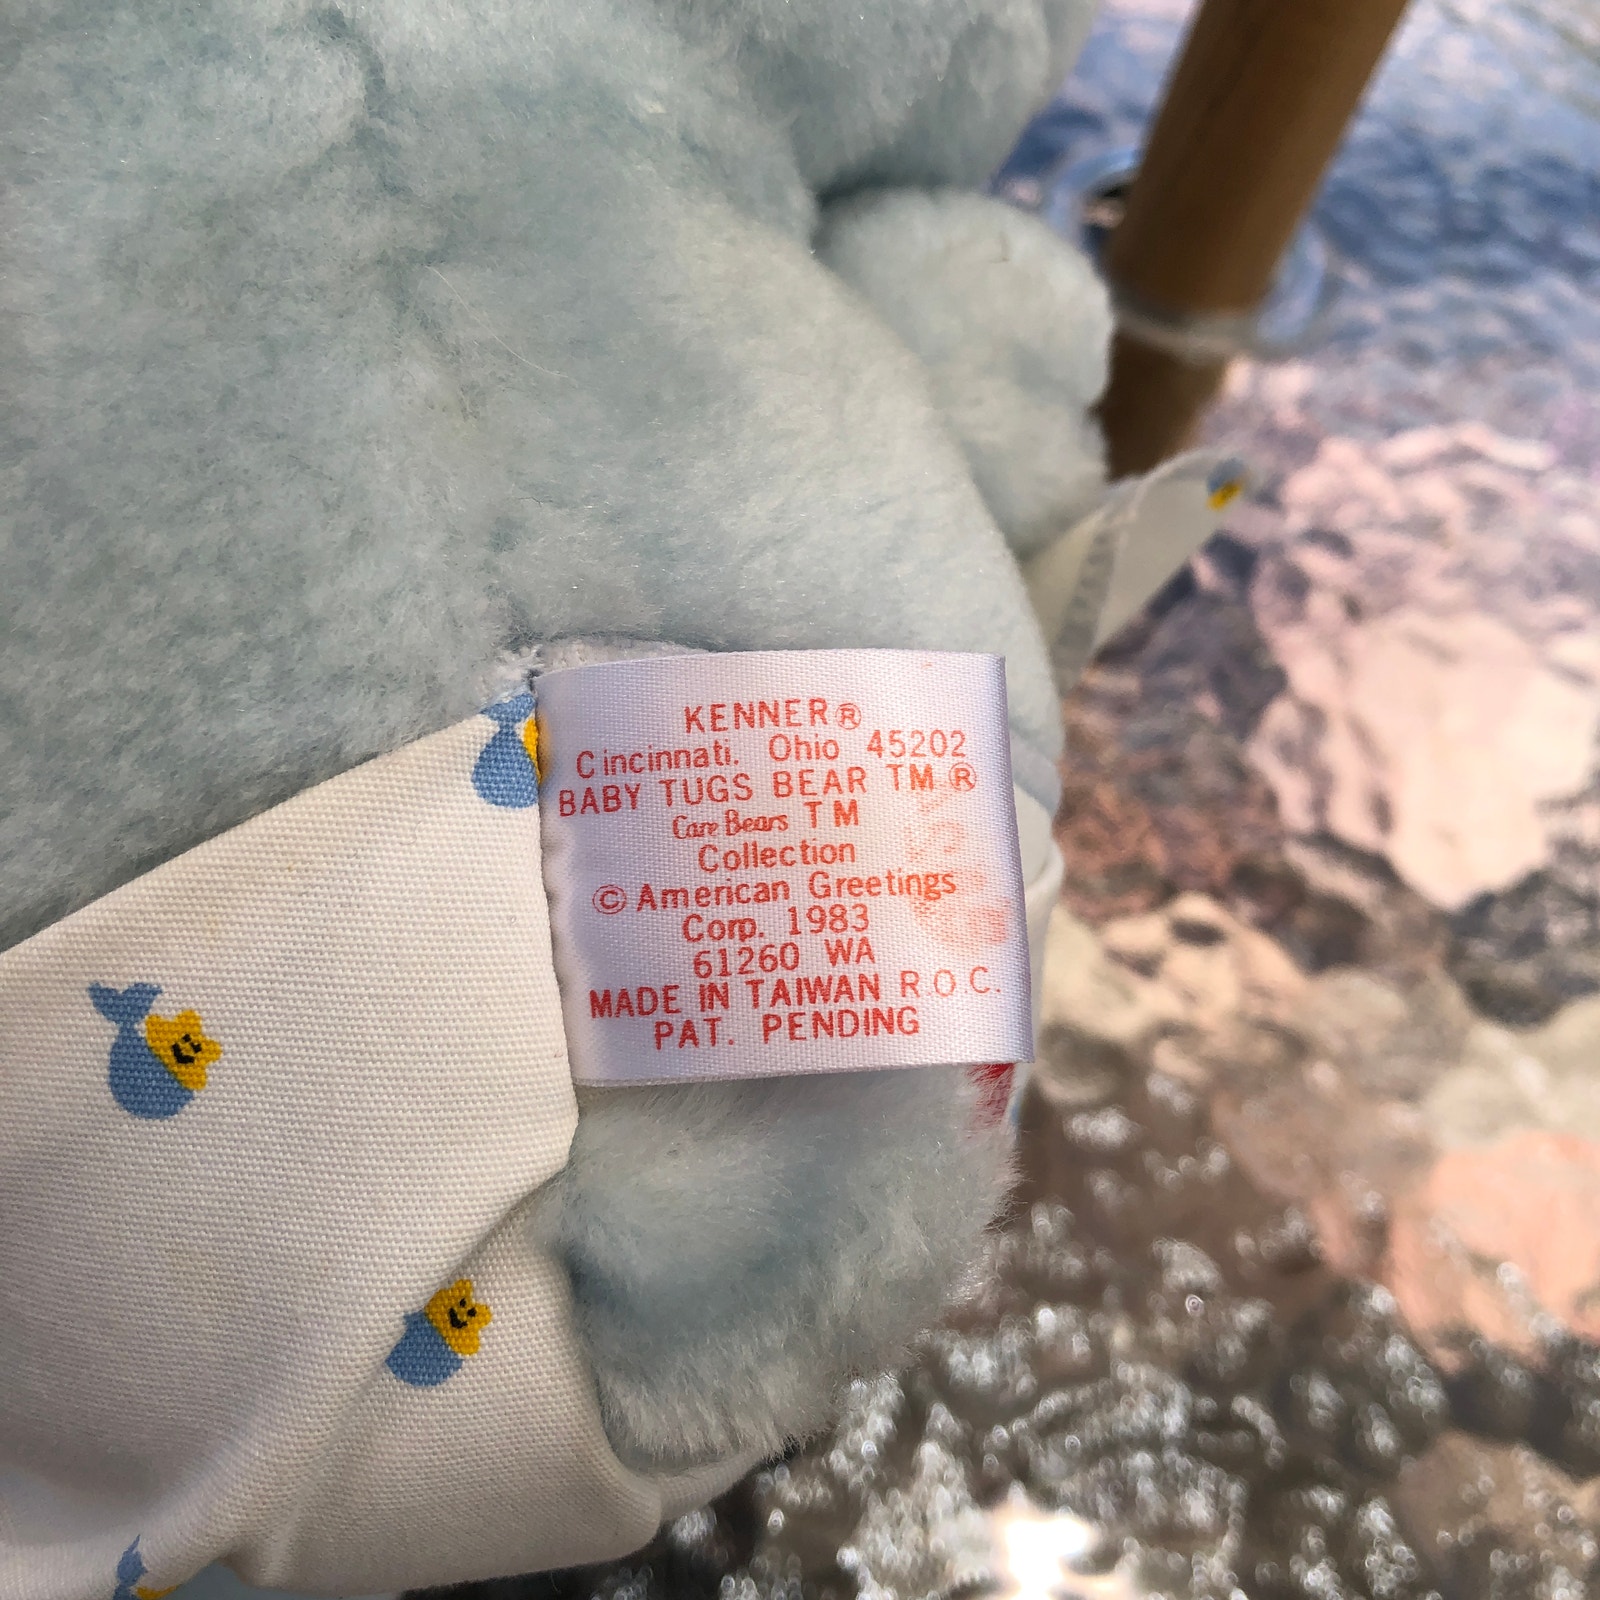 KENNER®
Cincinnati. Ohio 45202
BABY TUGS BEAR TM ®
Care Bears TM
Collection
© American Greetings
Corp. 1983
61260 WA
MADE IN TAIWAN R.O.C.
PAT. PENDING